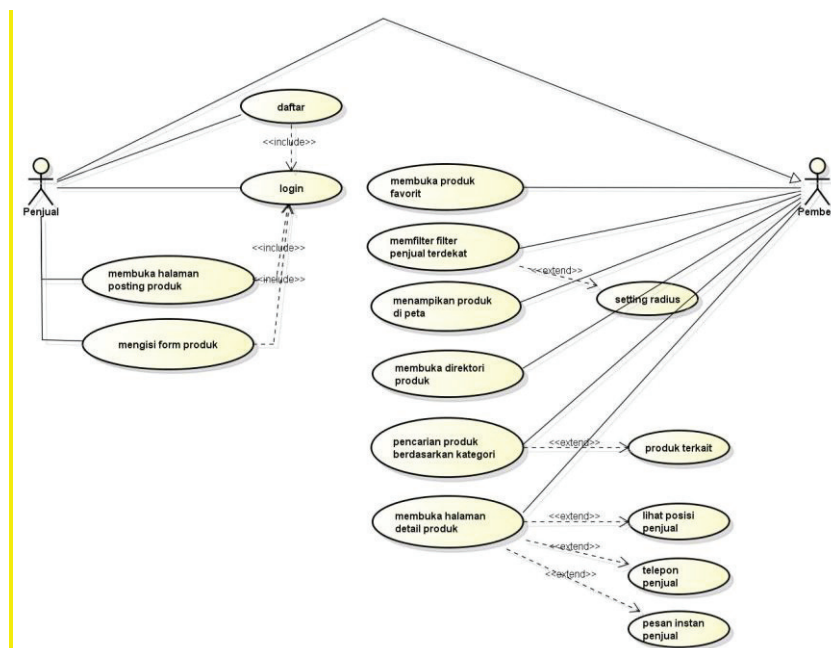 daftar
<<include>>
login
Penjual
<<include>>
membuka halaman
posting produk
<<include>>
mengisi form produk
membuka produk
favorit
Pembe
memfilter filter
penjual terdekat
<<extend>>
setting radius
menampikan produk
di peta
membuka direktori
produk
pencarian produk
berdasarkan kategori
<<extend>>
produk terkait
membuka halaman
detail produk
<<extend>>
lihat posisi
penjual
<<extend>>
telepon
penjual
<<extend>>
pesan instan
penjual